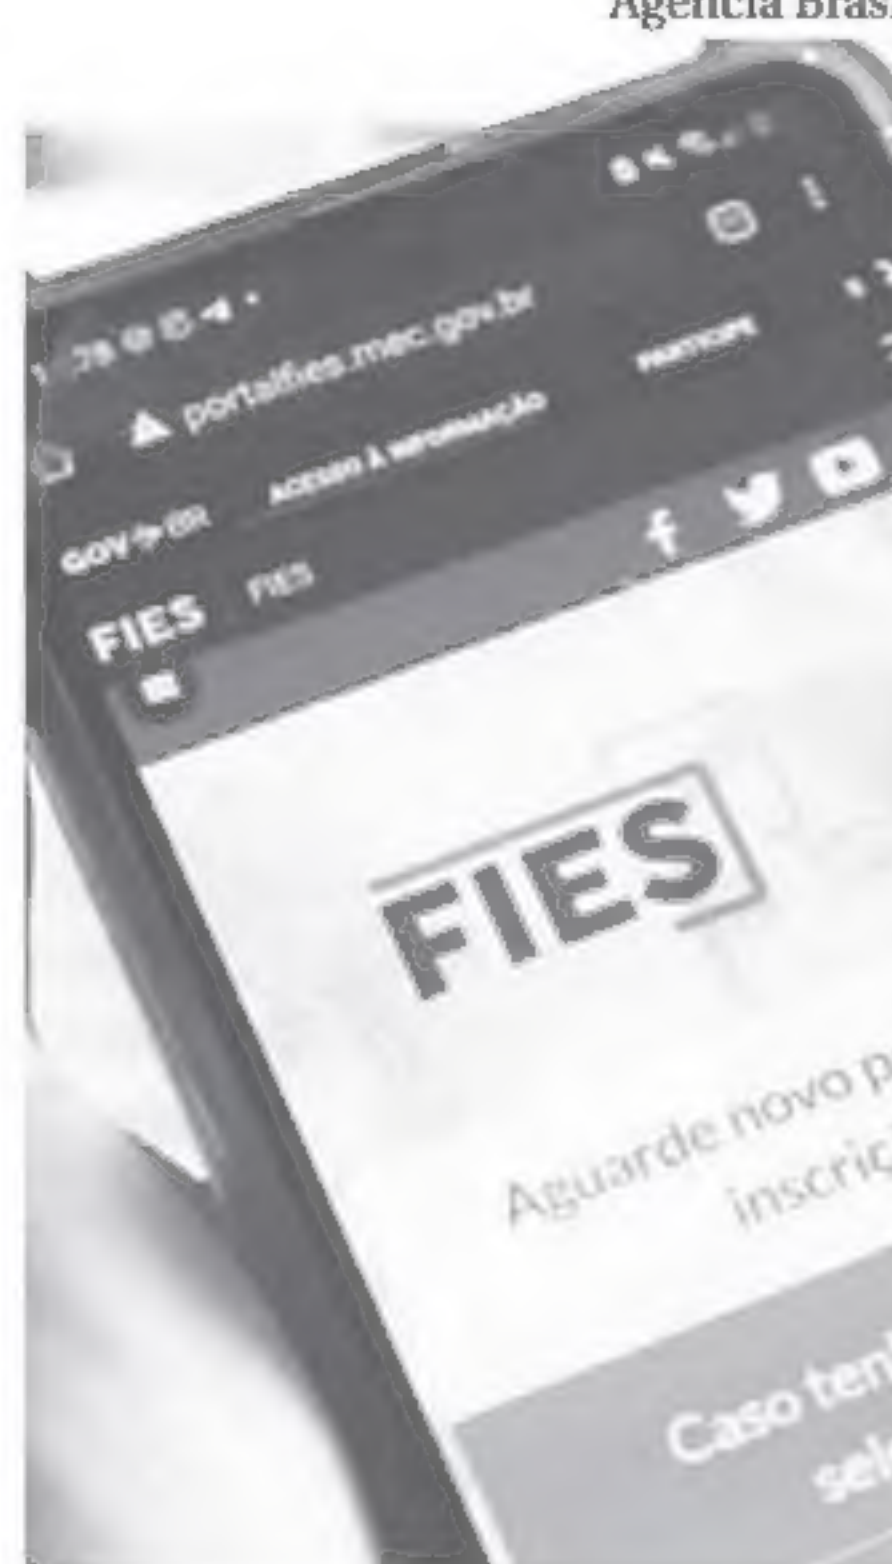 Agência Bras
portalfies.mec.gov.br
ACESSO À INFORMAÇÃO
PARTICIPE
GOV BR
FIES
FIES
FIES
Aguarde novo p
inscriç
Caso ten
sele